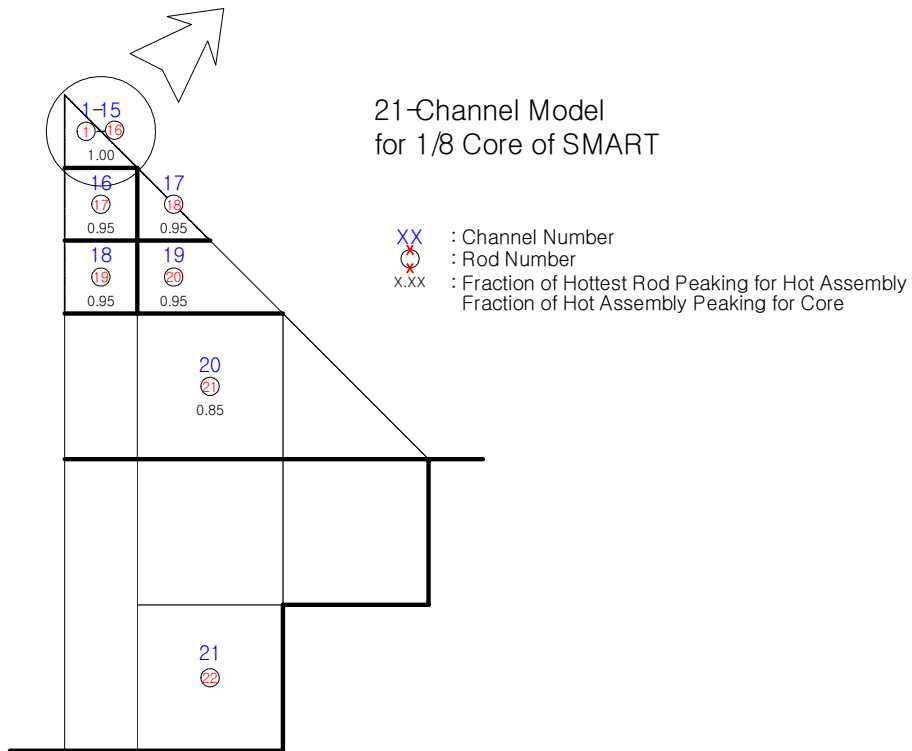 21-Channel Model
for 1/8 Core of SMART
1-15
1 16
1.00
16 17
17 18
0.95 0.95
18 19
19 20
0.95 0.95
XX : Channel Number
X X : Rod Number
X.XX : Fraction of Hottest Rod Peaking for Hot Assembly
Fraction of Hot Assembly Peaking for Core
20
21
0.85
21
22